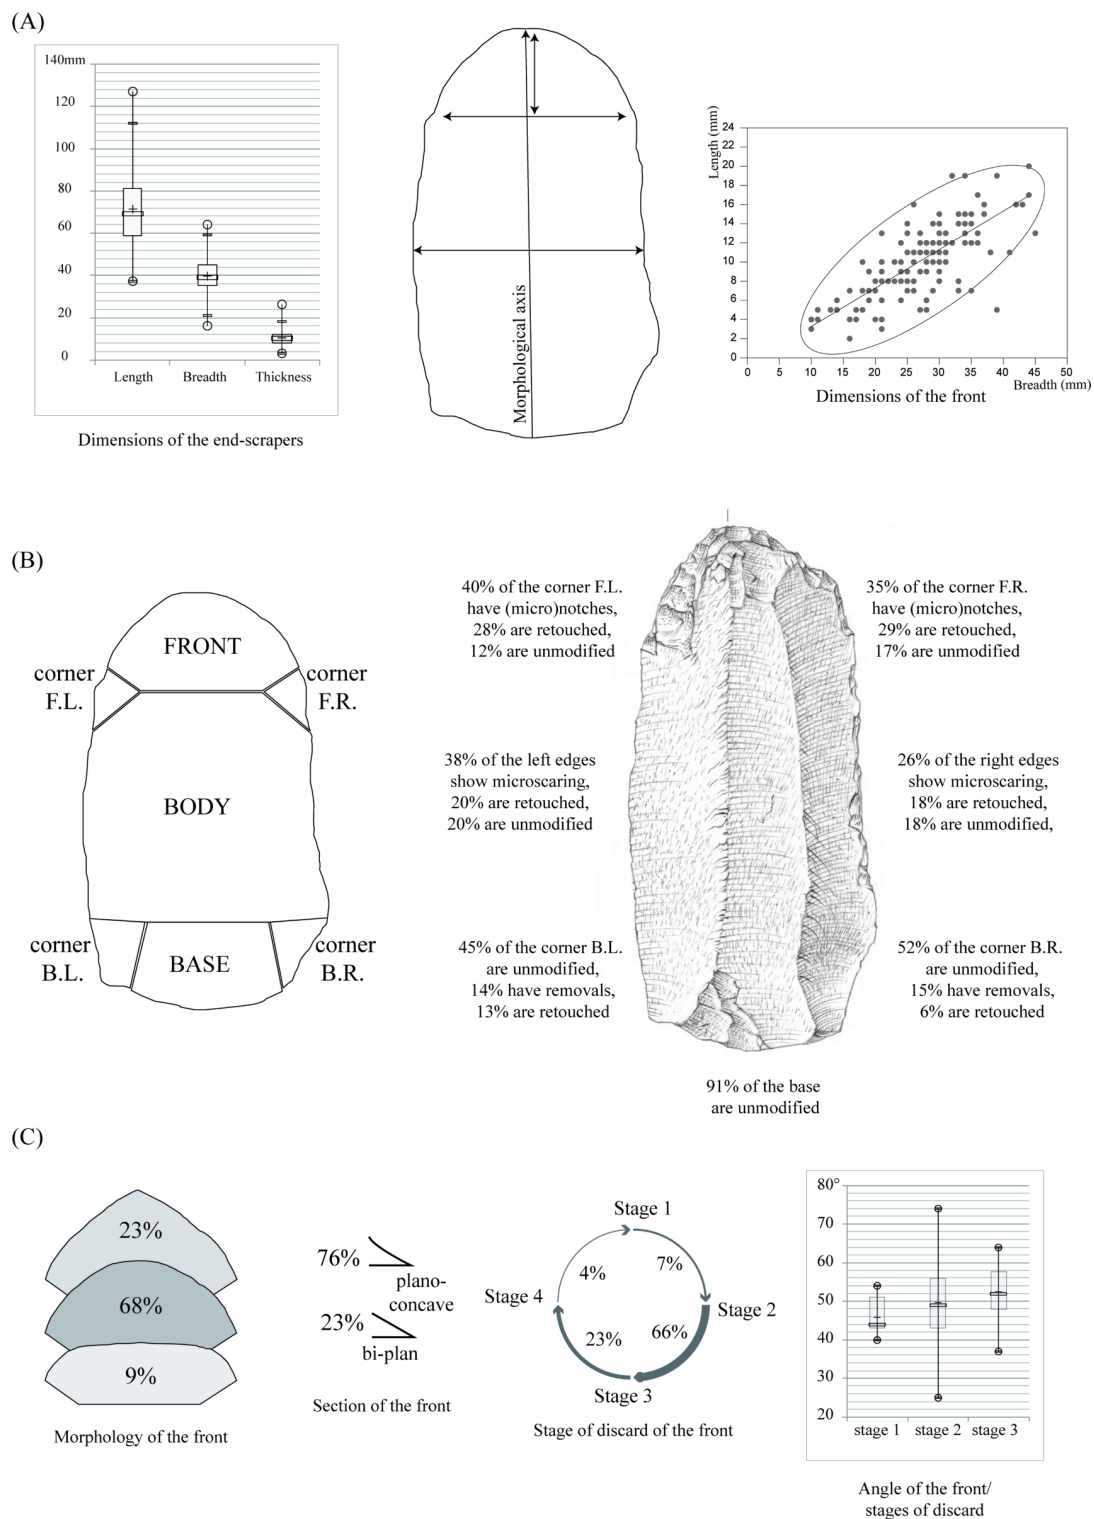 (A)
140mm
120
100
80
60
40
20
0
Length
Breadth
Thickness
Dimensions of the end-scrapers
Morphological axis
Length (mm)
24
22
20
18
16
14
12
10
8
6
4
2
0
0 5 10 15 20 25 30 35 40 45 50
Breadth (mm)
Dimensions of the front
(B)
FRONT
corner
F.L.
corner
F.R.
BODY
corner
B.L.
BASE
corner
B.R.
40% of the corner F.L.
have (micro)notches,
28% are retouched,
12% are unmodified
35% of the corner F.R.
have (micro)notches,
29% are retouched,
17% are unmodified
38% of the left edges
show microscaring,
20% are retouched,
20% are unmodified
26% of the right edges
show microscaring,
18% are retouched,
18% are unmodified,
45% of the corner B.L.
are unmodified,
14% have removals,
13% are retouched
52% of the corner B.R.
are unmodified,
15% have removals,
6% are retouched
91% of the base
are unmodified
(C)
23%
68%
9%
Morphology of the front
76%
plano-
concave
23%
bi-plan
Section of the front
Stage 1
7%
Stage 2
66%
Stage 3
23%
Stage 4
4%
Stage of discard of the front
80°
70
60
50
40
30
20
stage 1
stage 2
stage 3
Angle of the front/
stages of discard